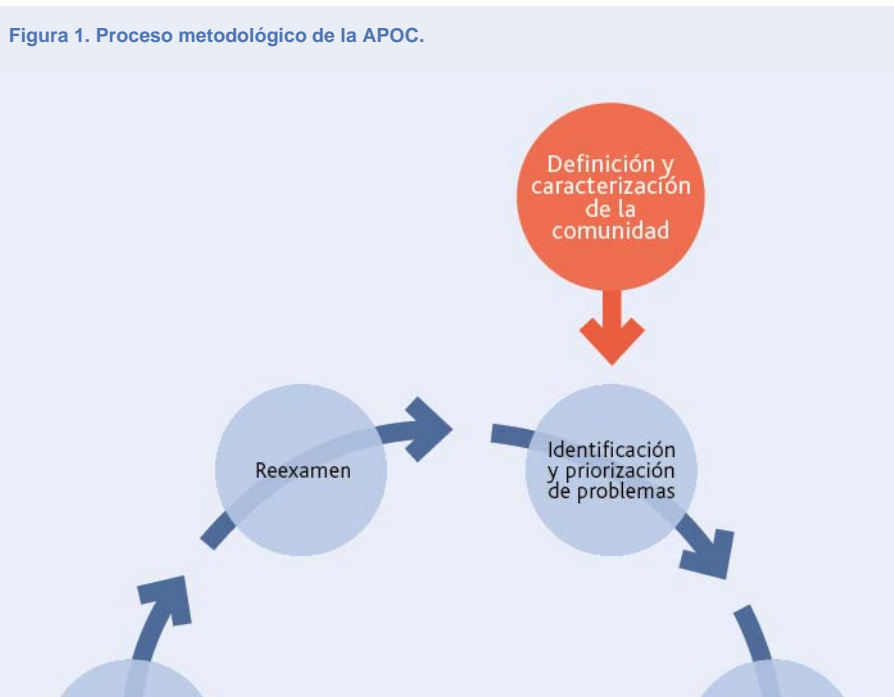 Figura 1. Proceso metodológico de la APOC.
Definición y
caracterización
de la
comunidad
Reexamen
Identificación
y priorización
de problemas